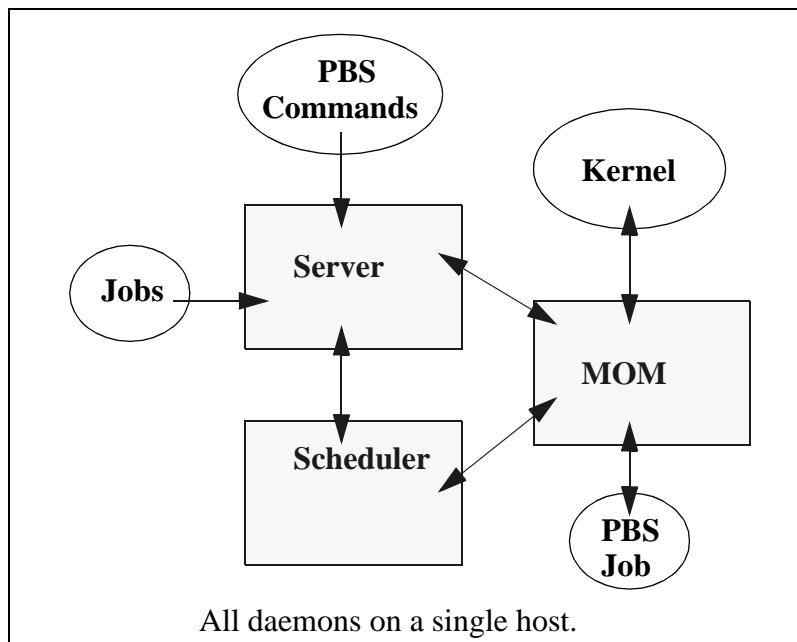 PBS
Commands
Kernel
Server
Jobs
MOM
Scheduler
PBS
Job
All daemons on a single host.